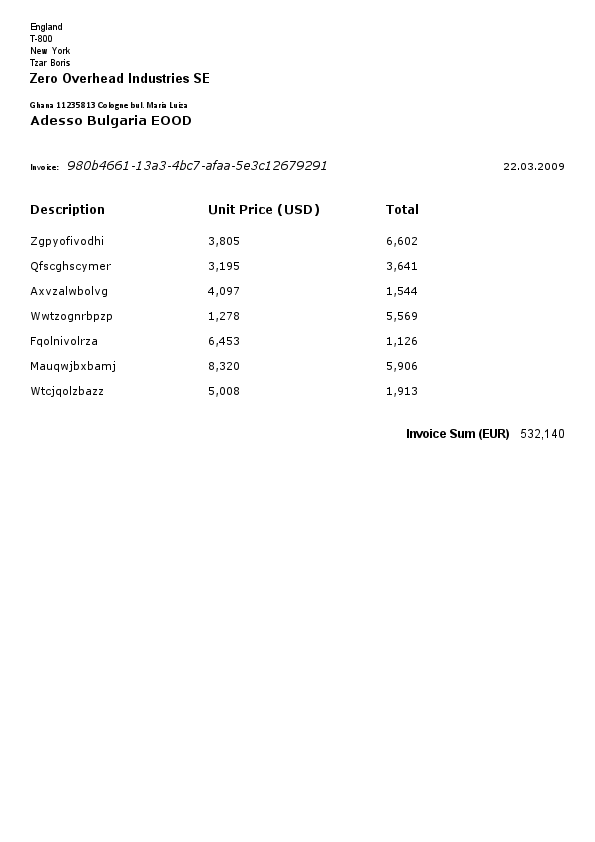 England
T-800
New York
Tzar Boris
Zero Overhead Industries SE
Ghana 11235813 Cologne bul. Maria Luiza
Adesso Bulgaria EOOD
Invoice: 980b4661-13a3-4bc7-afaa-5e3c12679291 22.03.2009
Description Unit Price (USD) Total
Zgpyofivodhi 3,805 6,602
Qfscghscymer 3,195 3,641
Axvzalwbolvg 4,097 1,544
Wwtzognrbpzp 1,278 5,569
Fqolnivolrza 6,453 1,126
Mauqwjbxbamj 8,320 5,906
Wtcjqolzbazz 5,008 1,913
Invoice Sum (EUR) 532,140